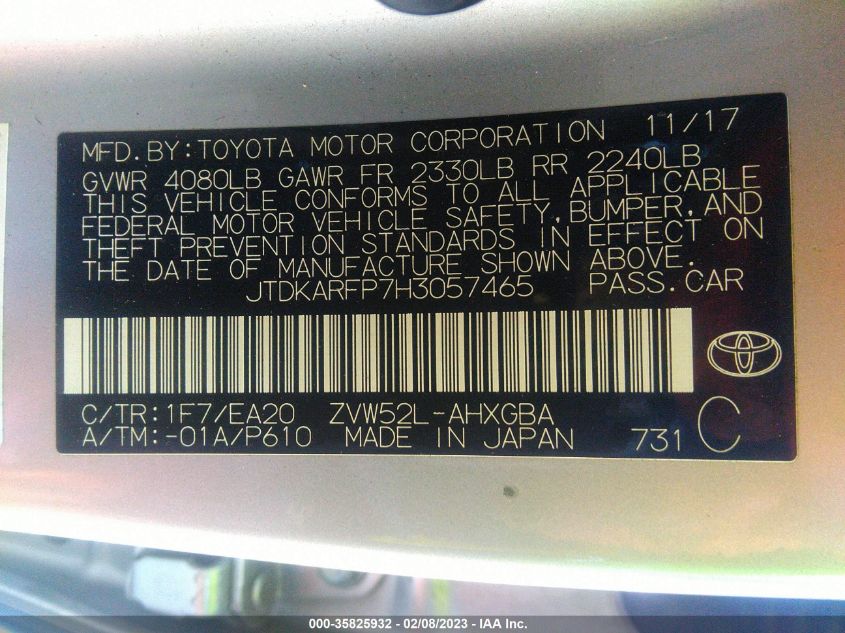 MFD.BY:TOYOTA MOTOR CORPORATION 11/17
GVWR 4080LB GAWR FR 2330LB RR 2240LB
THIS VEHICLE CONFORMS TO ALL APPLICABLE
FEDERAL MOTOR VEHICLE SAFETY,BUMPER,AND
THEFT PREVENTION STANDARDS IN EFFECT ON
THE DATE OF MANUFACTURE SHOWN ABOVE.
JTDKARFP7H3057465 PASS.CAR
C/TR:1F7/EA20 ZVW52L-AHXGBA
A/TM:-01A/P610 MADE IN JAPAN 731 C
000-35825932 - 02/08/2023 - IAA Inc.